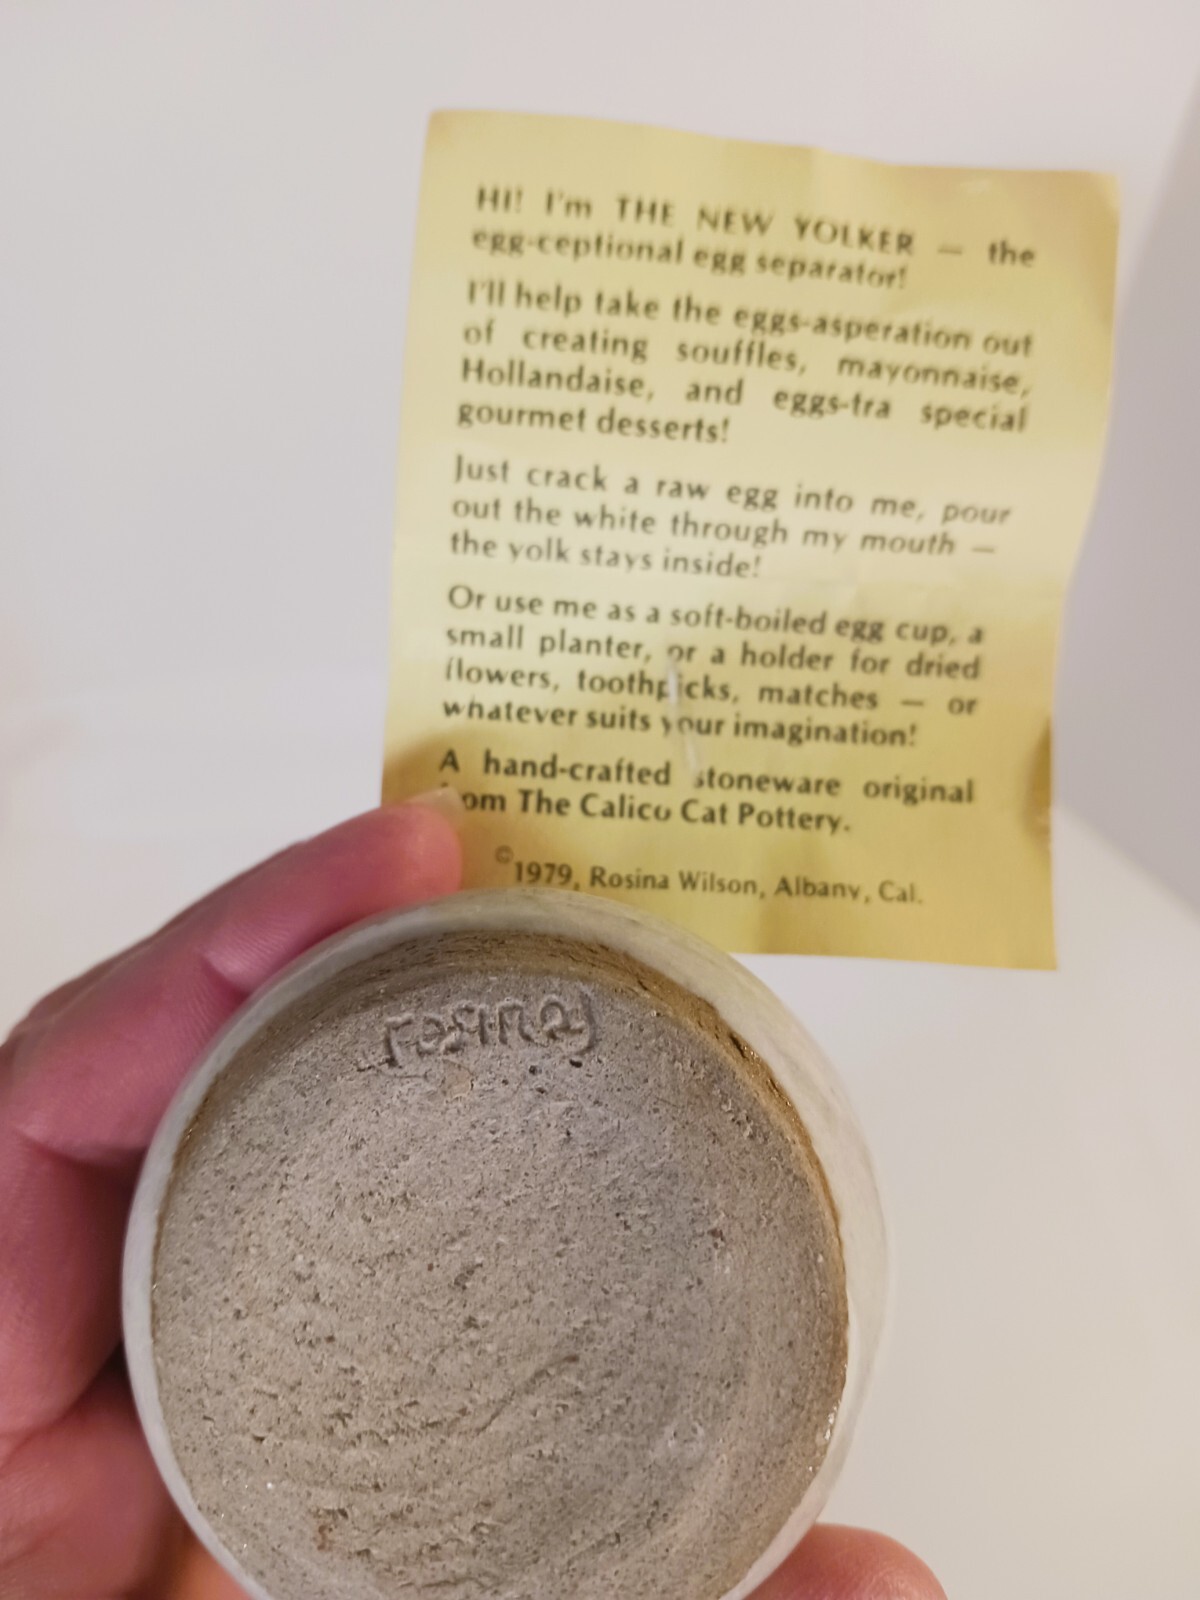 HI! I'm THE NEW YOLKER — the
egg-ceptional egg separator!
I'll help take the eggs-asperation out
of creating souffles, mayonnaise,
Hollandaise, and eggs-tra special
gourmet desserts!
Just crack a raw egg into me, pour
out the white through my mouth —
the yolk stays inside!
Or use me as a soft-boiled egg cup, a
small planter, or a holder for dried
flowers, toothpicks, matches — or
whatever suits your imagination!
A hand-crafted stoneware original
from The Calico Cat Pottery.
©1979, Rosina Wilson, Albany, Cal.